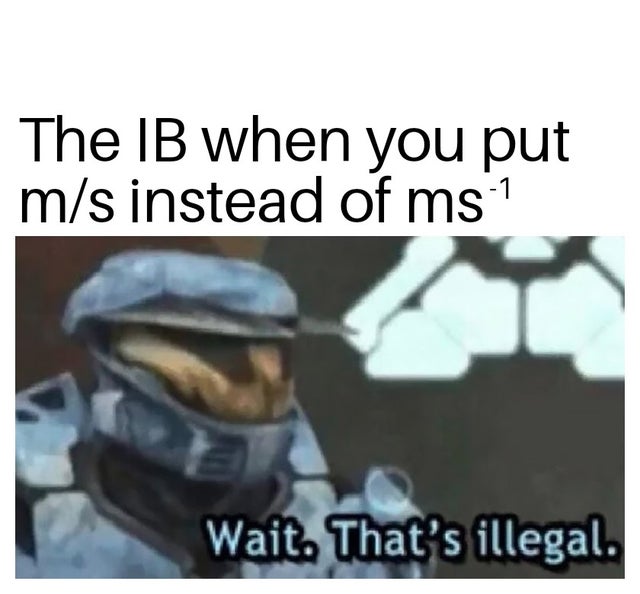 The IB when you put
m/s instead of ms⁻¹
Wait. That's illegal.